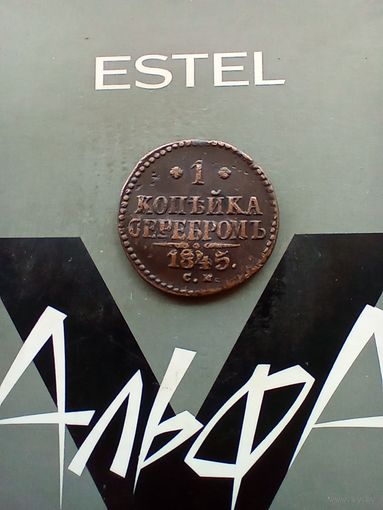 ESTEL
1
КОПѢЙКА
СЕРЕБРОМЪ
1845.
С.М.
АльфА